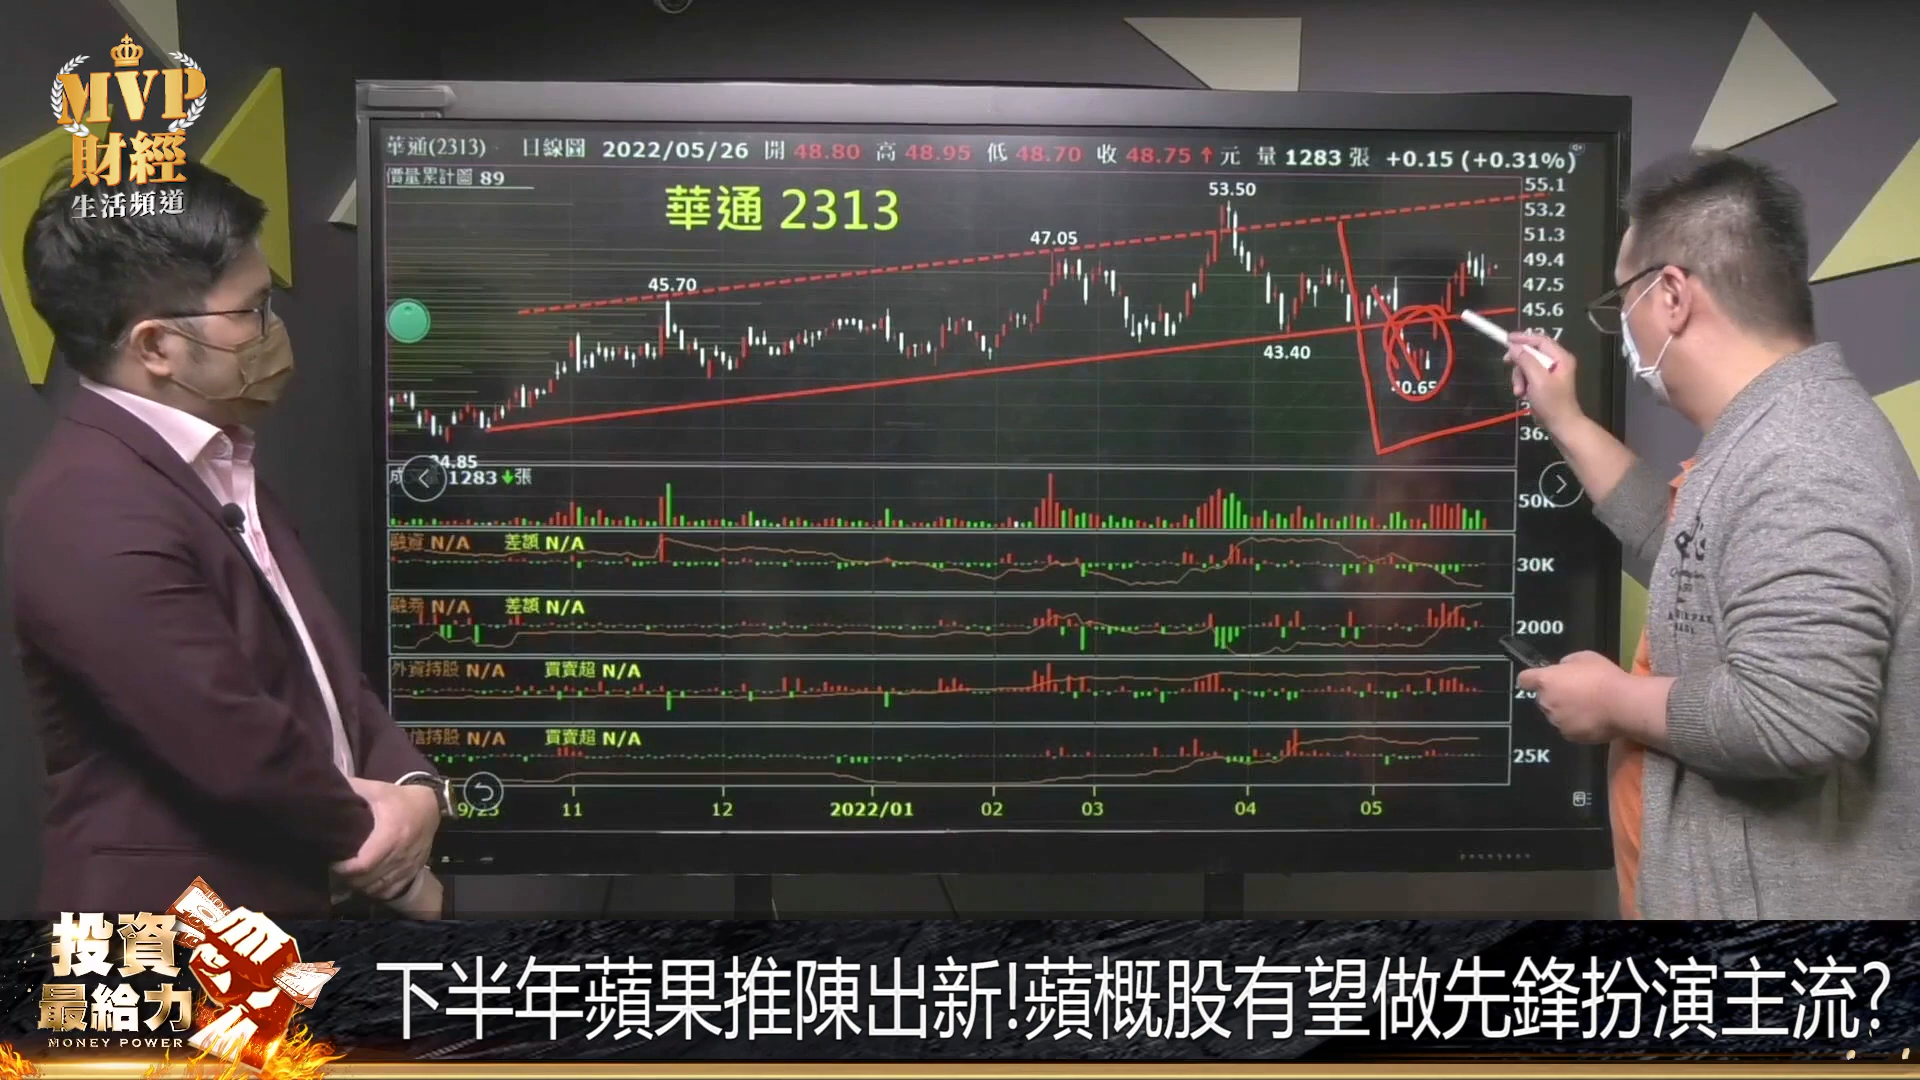 MVP
財經
生活頻道
華通(2313) 日線圖 2022/05/26 開 48.80 高 48.95 低 48.70 收 48.75 ↑ 元 量 1283 張 +0.15 (+0.31%)
價量累計圖 89
華通 2313
53.50
47.05
45.70
43.40
55.1
53.2
51.3
49.4
47.5
45.6
1283 張
50K
融資 N/A 差額 N/A
30K
融券 N/A 差額 N/A
2000
外資持股 N/A 買賣超 N/A
信持股 N/A 買賣超 N/A
25K
11 12 2022/01 02 03 04 05
投資
最給力
MONEY POWER
下半年蘋果推陳出新!蘋概股有望做先鋒扮演主流?